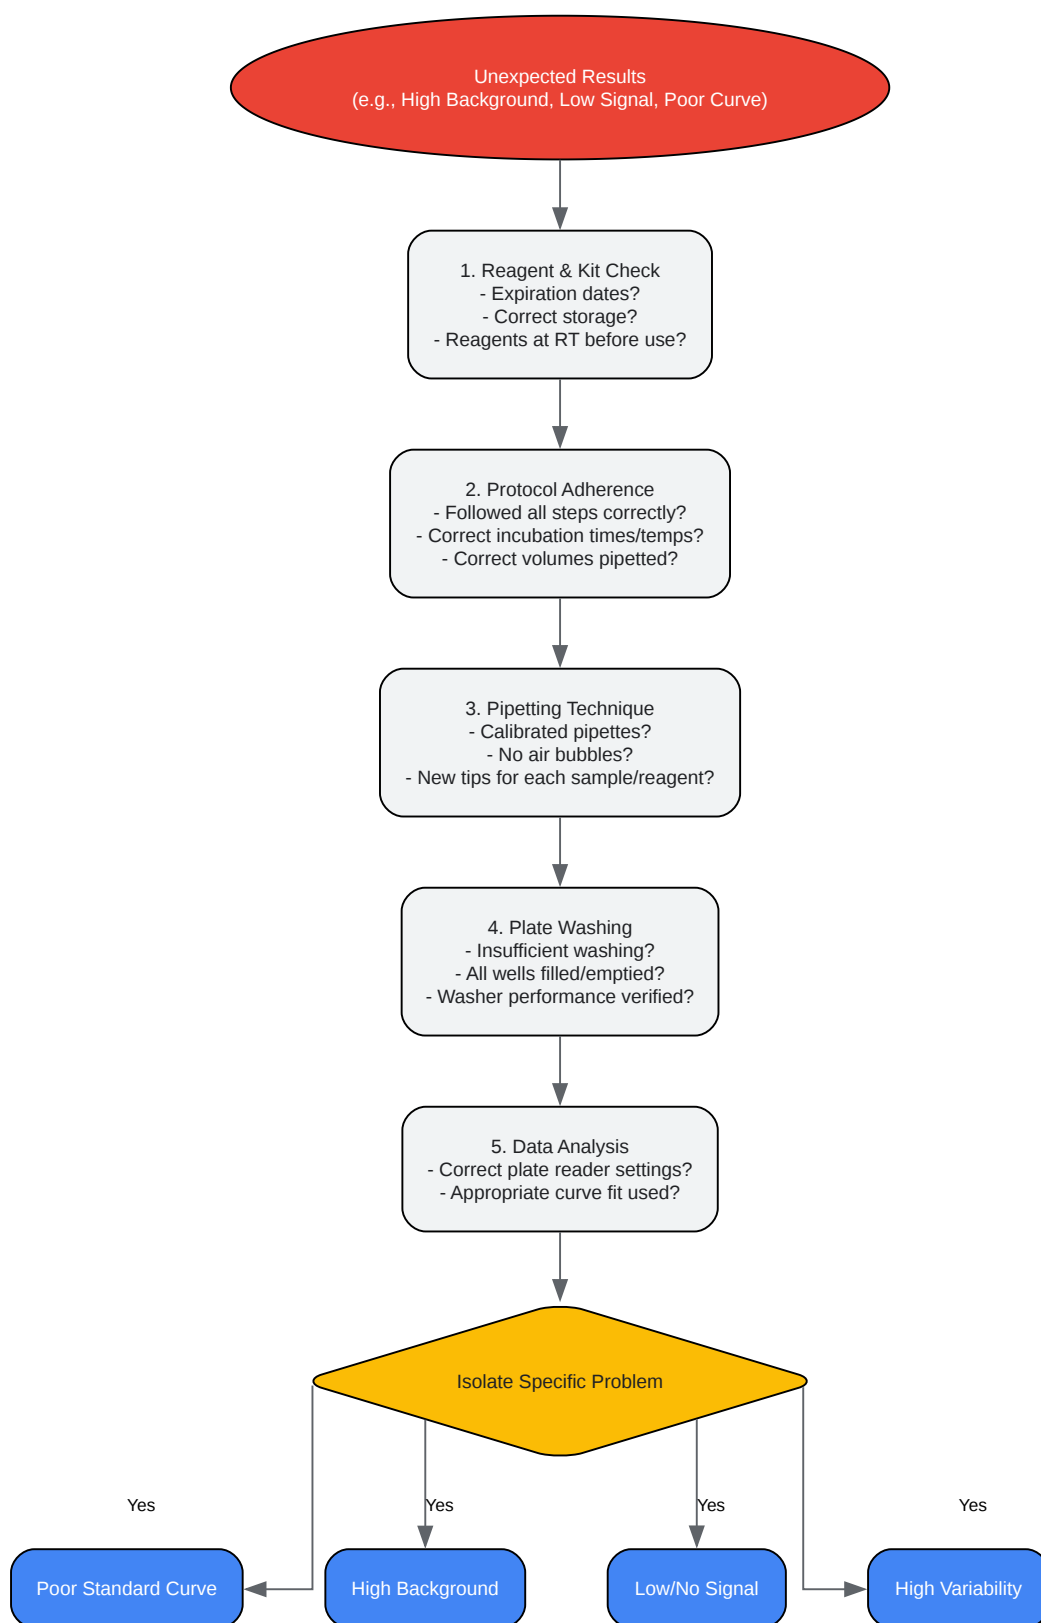 Unexpected Results
(e.g., High Background, Low Signal, Poor Curve)
1. Reagent & Kit Check
- Expiration dates?
- Correct storage?
- Reagents at RT before use?
2. Protocol Adherence
- Followed all steps correctly?
- Correct incubation times/temps?
- Correct volumes pipetted?
3. Pipetting Technique
- Calibrated pipettes?
- No air bubbles?
- New tips for each sample/reagent?
4. Plate Washing
- Insufficient washing?
- All wells filled/emptied?
- Washer performance verified?
5. Data Analysis
- Correct plate reader settings?
- Appropriate curve fit used?
Isolate Specific Problem
Yes
Yes
Yes
Yes
Poor Standard Curve
High Background
Low/No Signal
High Variability